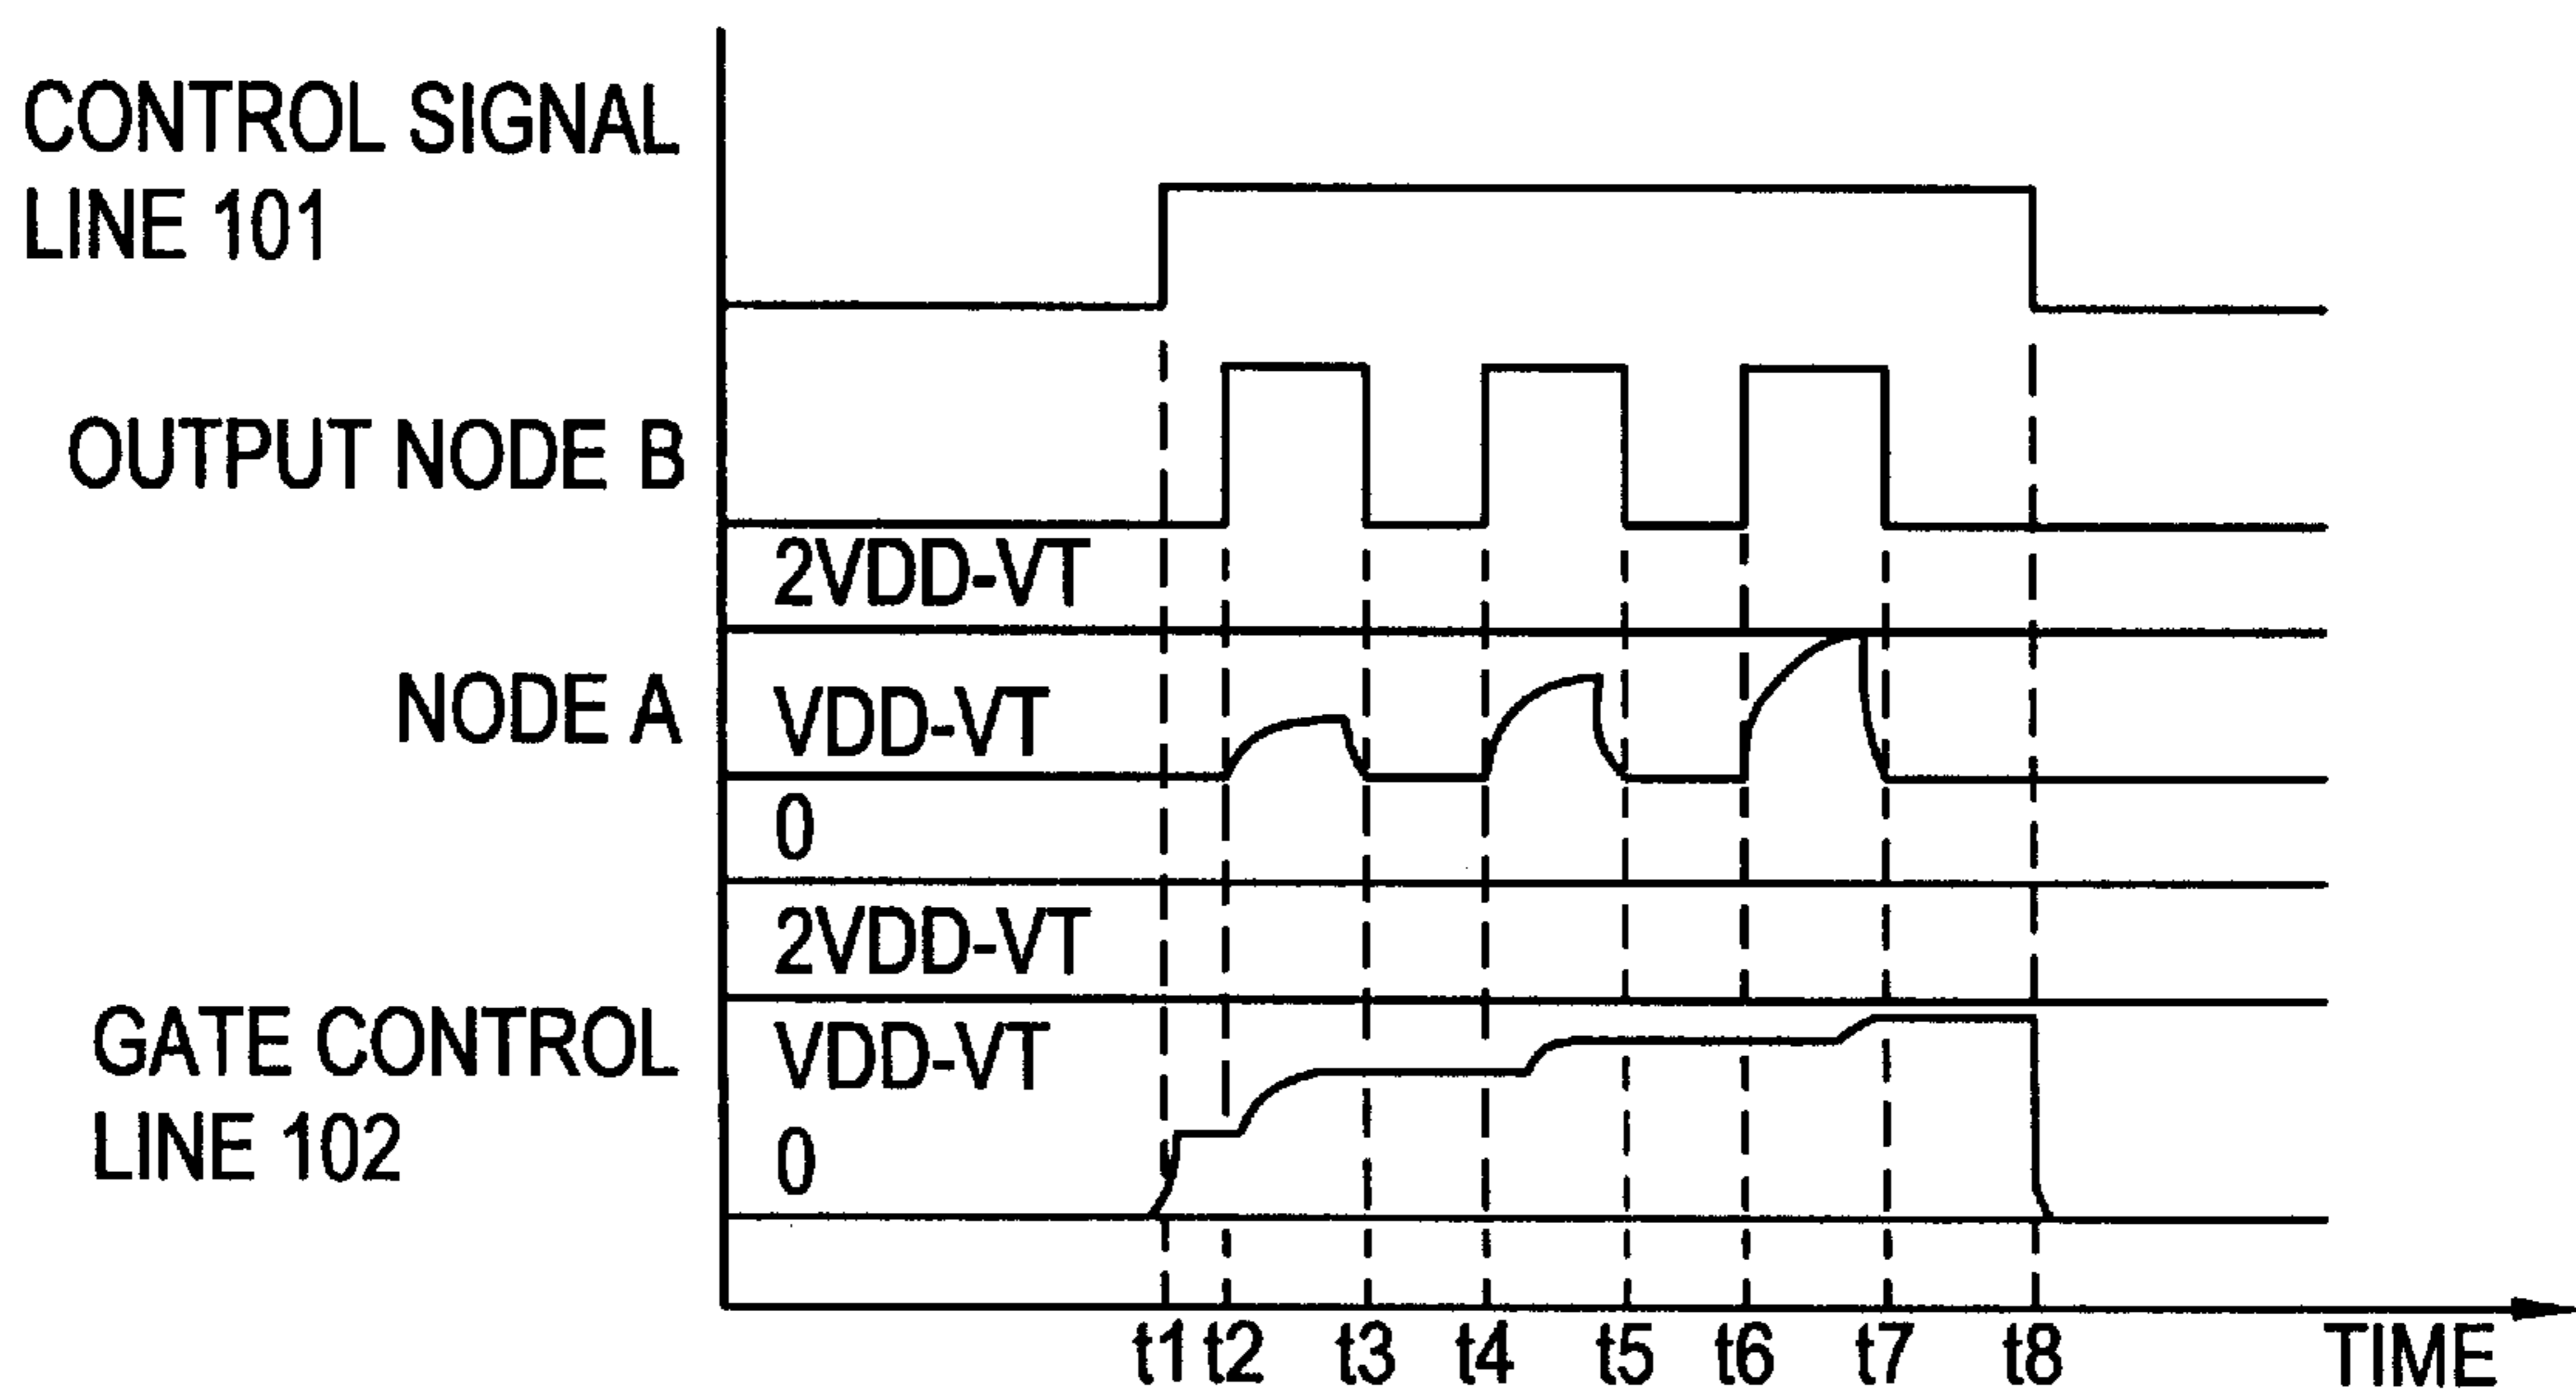 CONTROL SIGNAL
LINE 101
OUTPUT NODE B
2VDD-VT
NODE A
VDD-VT
0
2VDD-VT
GATE CONTROL
LINE 102
VDD-VT
0
t1 t2 t3 t4 t5 t6 t7 t8 TIME